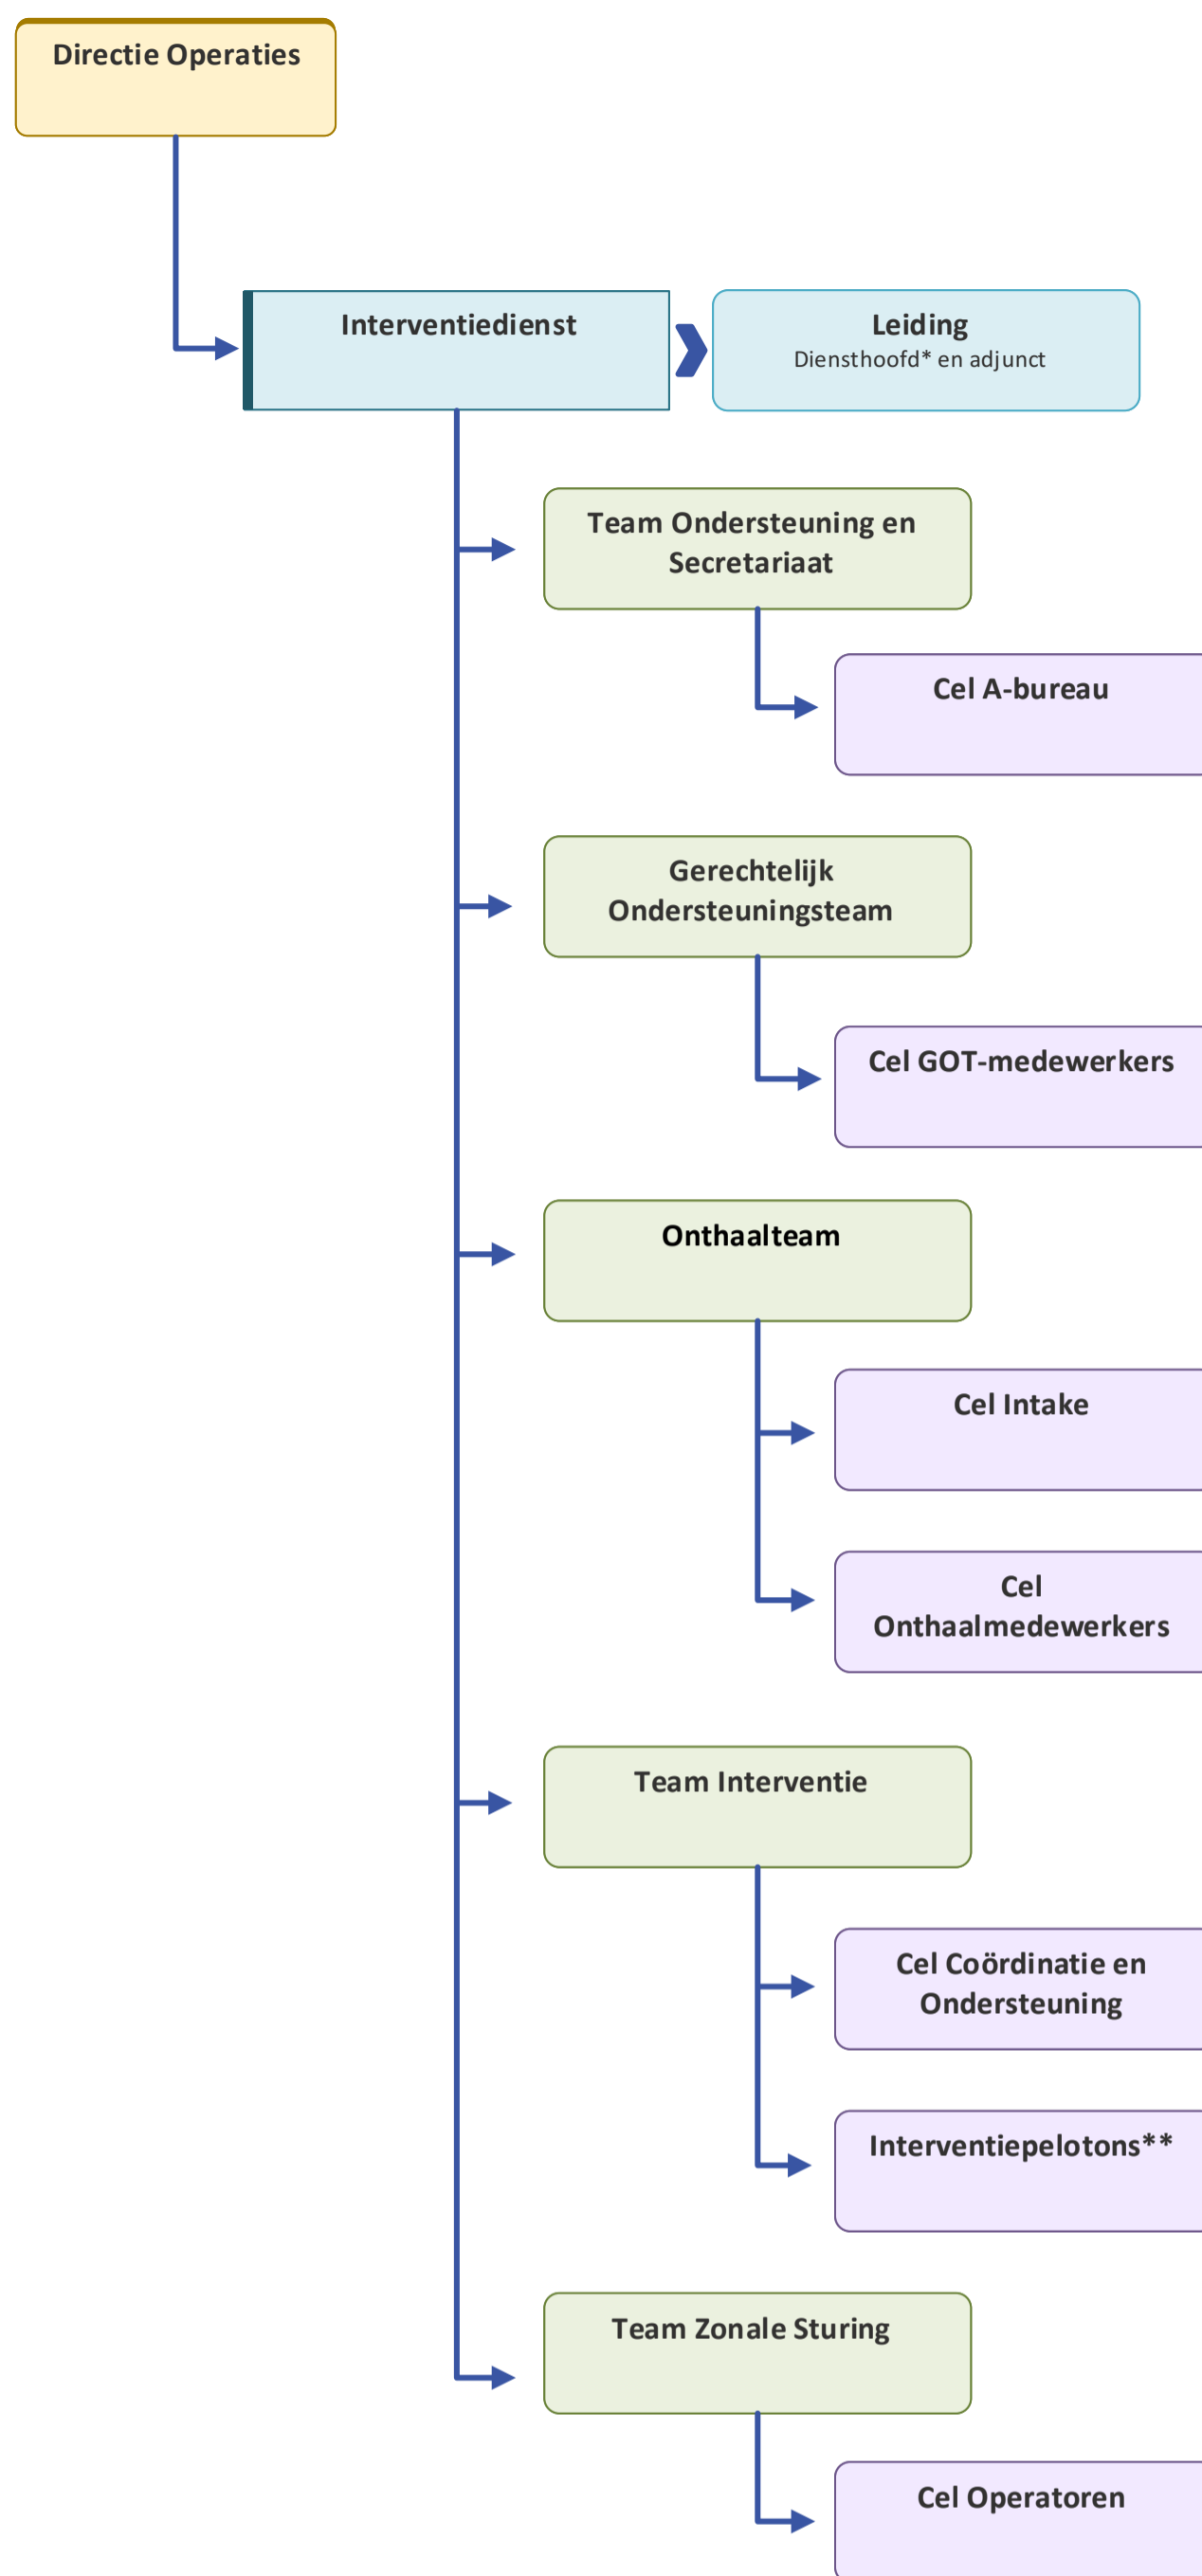 Directie Operaties
Interventiedienst
Leiding
Diensthoofd* en adjunct
Team Ondersteuning en
Secretariaat
Cel A-bureau
Gerechtelijk
Ondersteuningsteam
Cel GOT-medewerkers
Onthaalteam
Cel Intake
Cel
Onthaalmedewerkers
Team Interventie
Cel Coördinatie en
Ondersteuning
Interventiepelotons**
Team Zonale Sturing
Cel Operatoren